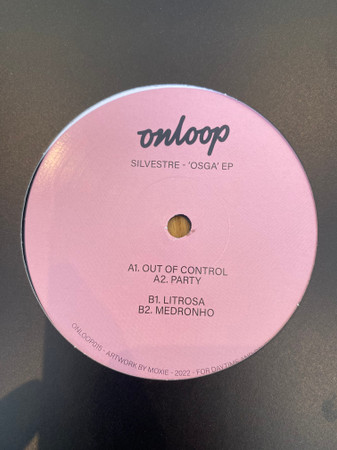 onloop
SILVESTRE - 'OSGA' EP
A1. OUT OF CONTROL
A2. PARTY
B1. LITROSA
B2. MEDRONHO
ONLOOP015 - ARTWORK BY MOXIE - 2022 - FOR DAYTIME